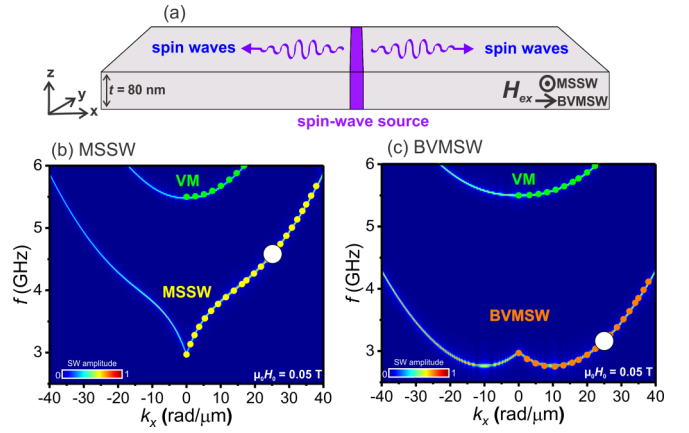 (a)
spin waves
spin waves
z
y
x
t = 80 nm
H_ex
MSSW
BVMSW
spin-wave source
(b) MSSW
(c) BVMSW
6
5
4
3
f (GHz)
VM
MSSW
SW amplitude
0
1
μ₀H₀ = 0.05 T
-40 -30 -20 -10 0 10 20 30 40
k_x (rad/μm)
6
5
4
3
f (GHz)
VM
BVMSW
SW amplitude
0
1
μ₀H₀ = 0.05 T
-40 -30 -20 -10 0 10 20 30 40
k_x (rad/μm)